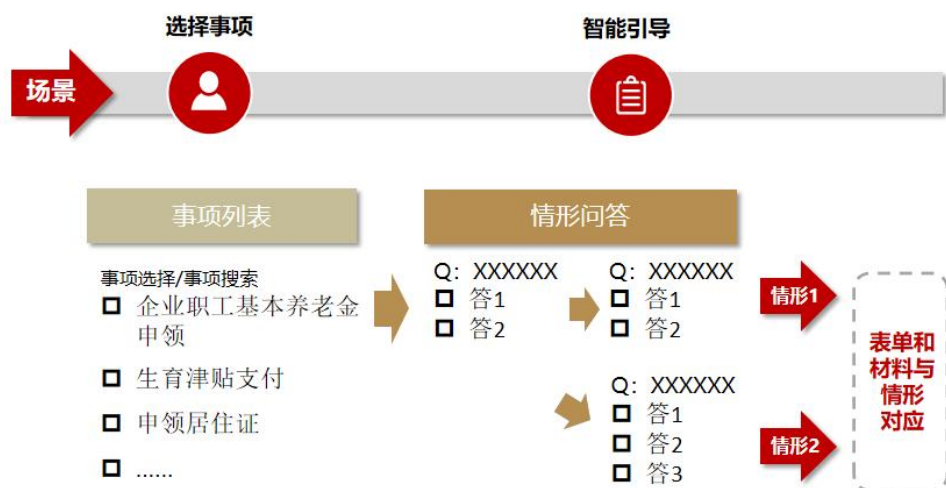 选择事项
智能引导
场景
事项列表
情形问答
事项选择/事项搜索
企业职工基本养老金
申领
生育津贴支付
申领居住证
......
Q: XXXXXX
答1
答2
Q: XXXXXX
答1
答2
Q: XXXXXX
答1
答2
答3
情形1
情形2
表单和
材料与
情形
对应